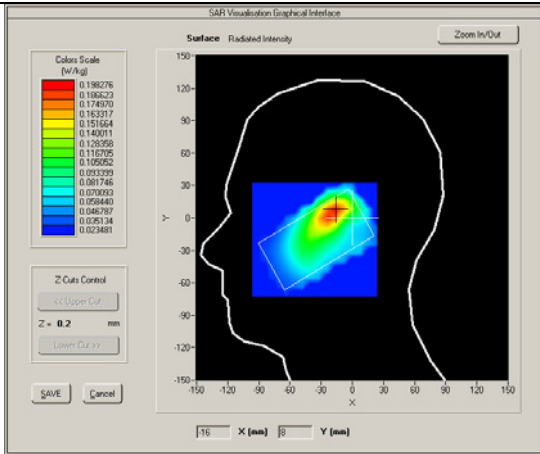 SAR Visualisation Graphical Interface
Surface Radiated Intensity
Zoom In/Out
Colors Scale
(W/kg)
0.198276
0.186623
0.174970
0.163317
0.151664
0.140011
0.128358
0.116705
0.105052
0.093399
0.081746
0.070093
0.058440
0.046787
0.035134
0.023481
Z Cuts Control
<< Upper Cut
Z = 0.2 mm
Lower Cut >>
SAVE Cancel
150
120
90
60
30
0
-30
-60
-90
-120
-150
Y
-150 -120 -90 -60 -30 0 30 60 90 120 150
X
-16 X (mm) 8 Y (mm)